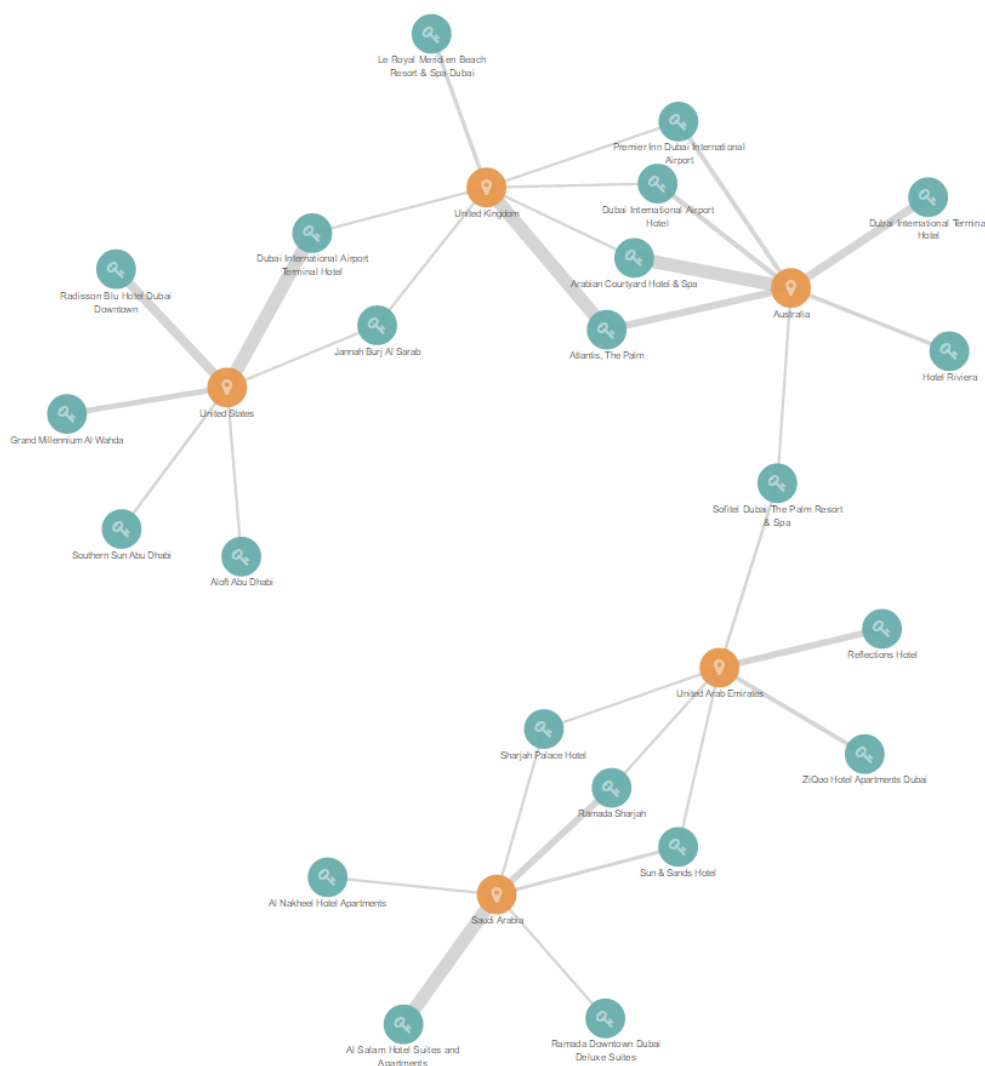 Le Royal Meridien Beach
Resort & Spa Dubai
Premier Inn Dubai International
Airport
United Kingdom
Dubai International Airport
Hotel
Dubai International Termina
Hotel
Dubai International Airport
Terminal Hotel
Arabian Courtyard Hotel & Spa
Radisson Blu Hotel Dubai
Downtown
Australia
Jannah Burj Al Sarab
Atlantis, The Palm
Hotel Riviera
United States
Grand Millennium Al Wahda
Sofitel Dubai The Palm Resort
& Spa
Southern Sun Abu Dhabi
Aloft Abu Dhabi
Reflections Hotel
United Arab Emirates
Sharjah Palace Hotel
ZiQoo Hotel Apartments Dubai
Ramada Sharjah
Sun & Sands Hotel
Al Nakheel Hotel Apartments
Saudi Arabia
Al Salam Hotel Suites and
Apartments
Ramada Downtown Dubai
Deluxe Suites